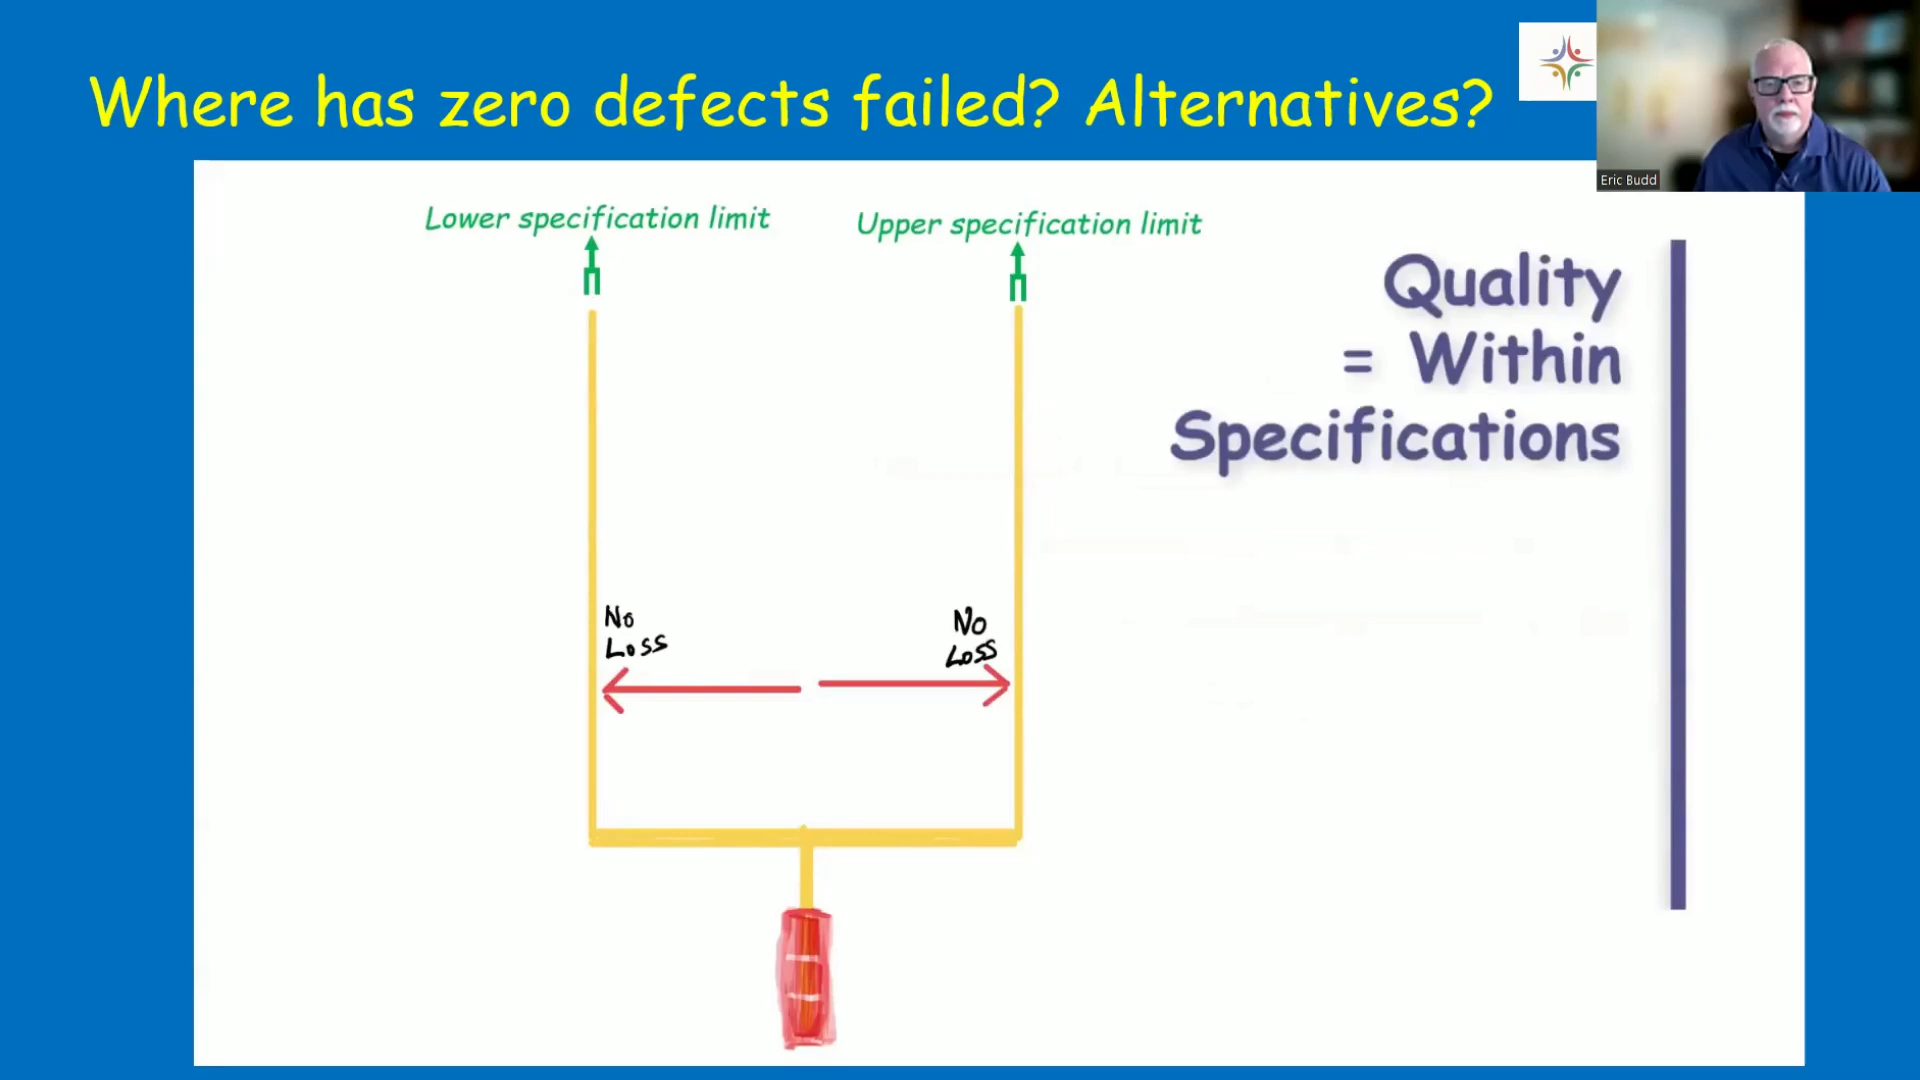 Where has zero defects failed? Alternatives?
Eric Budd
Lower specification limit
Upper specification limit
Quality
= Within
Specifications
No
Loss
No
Loss